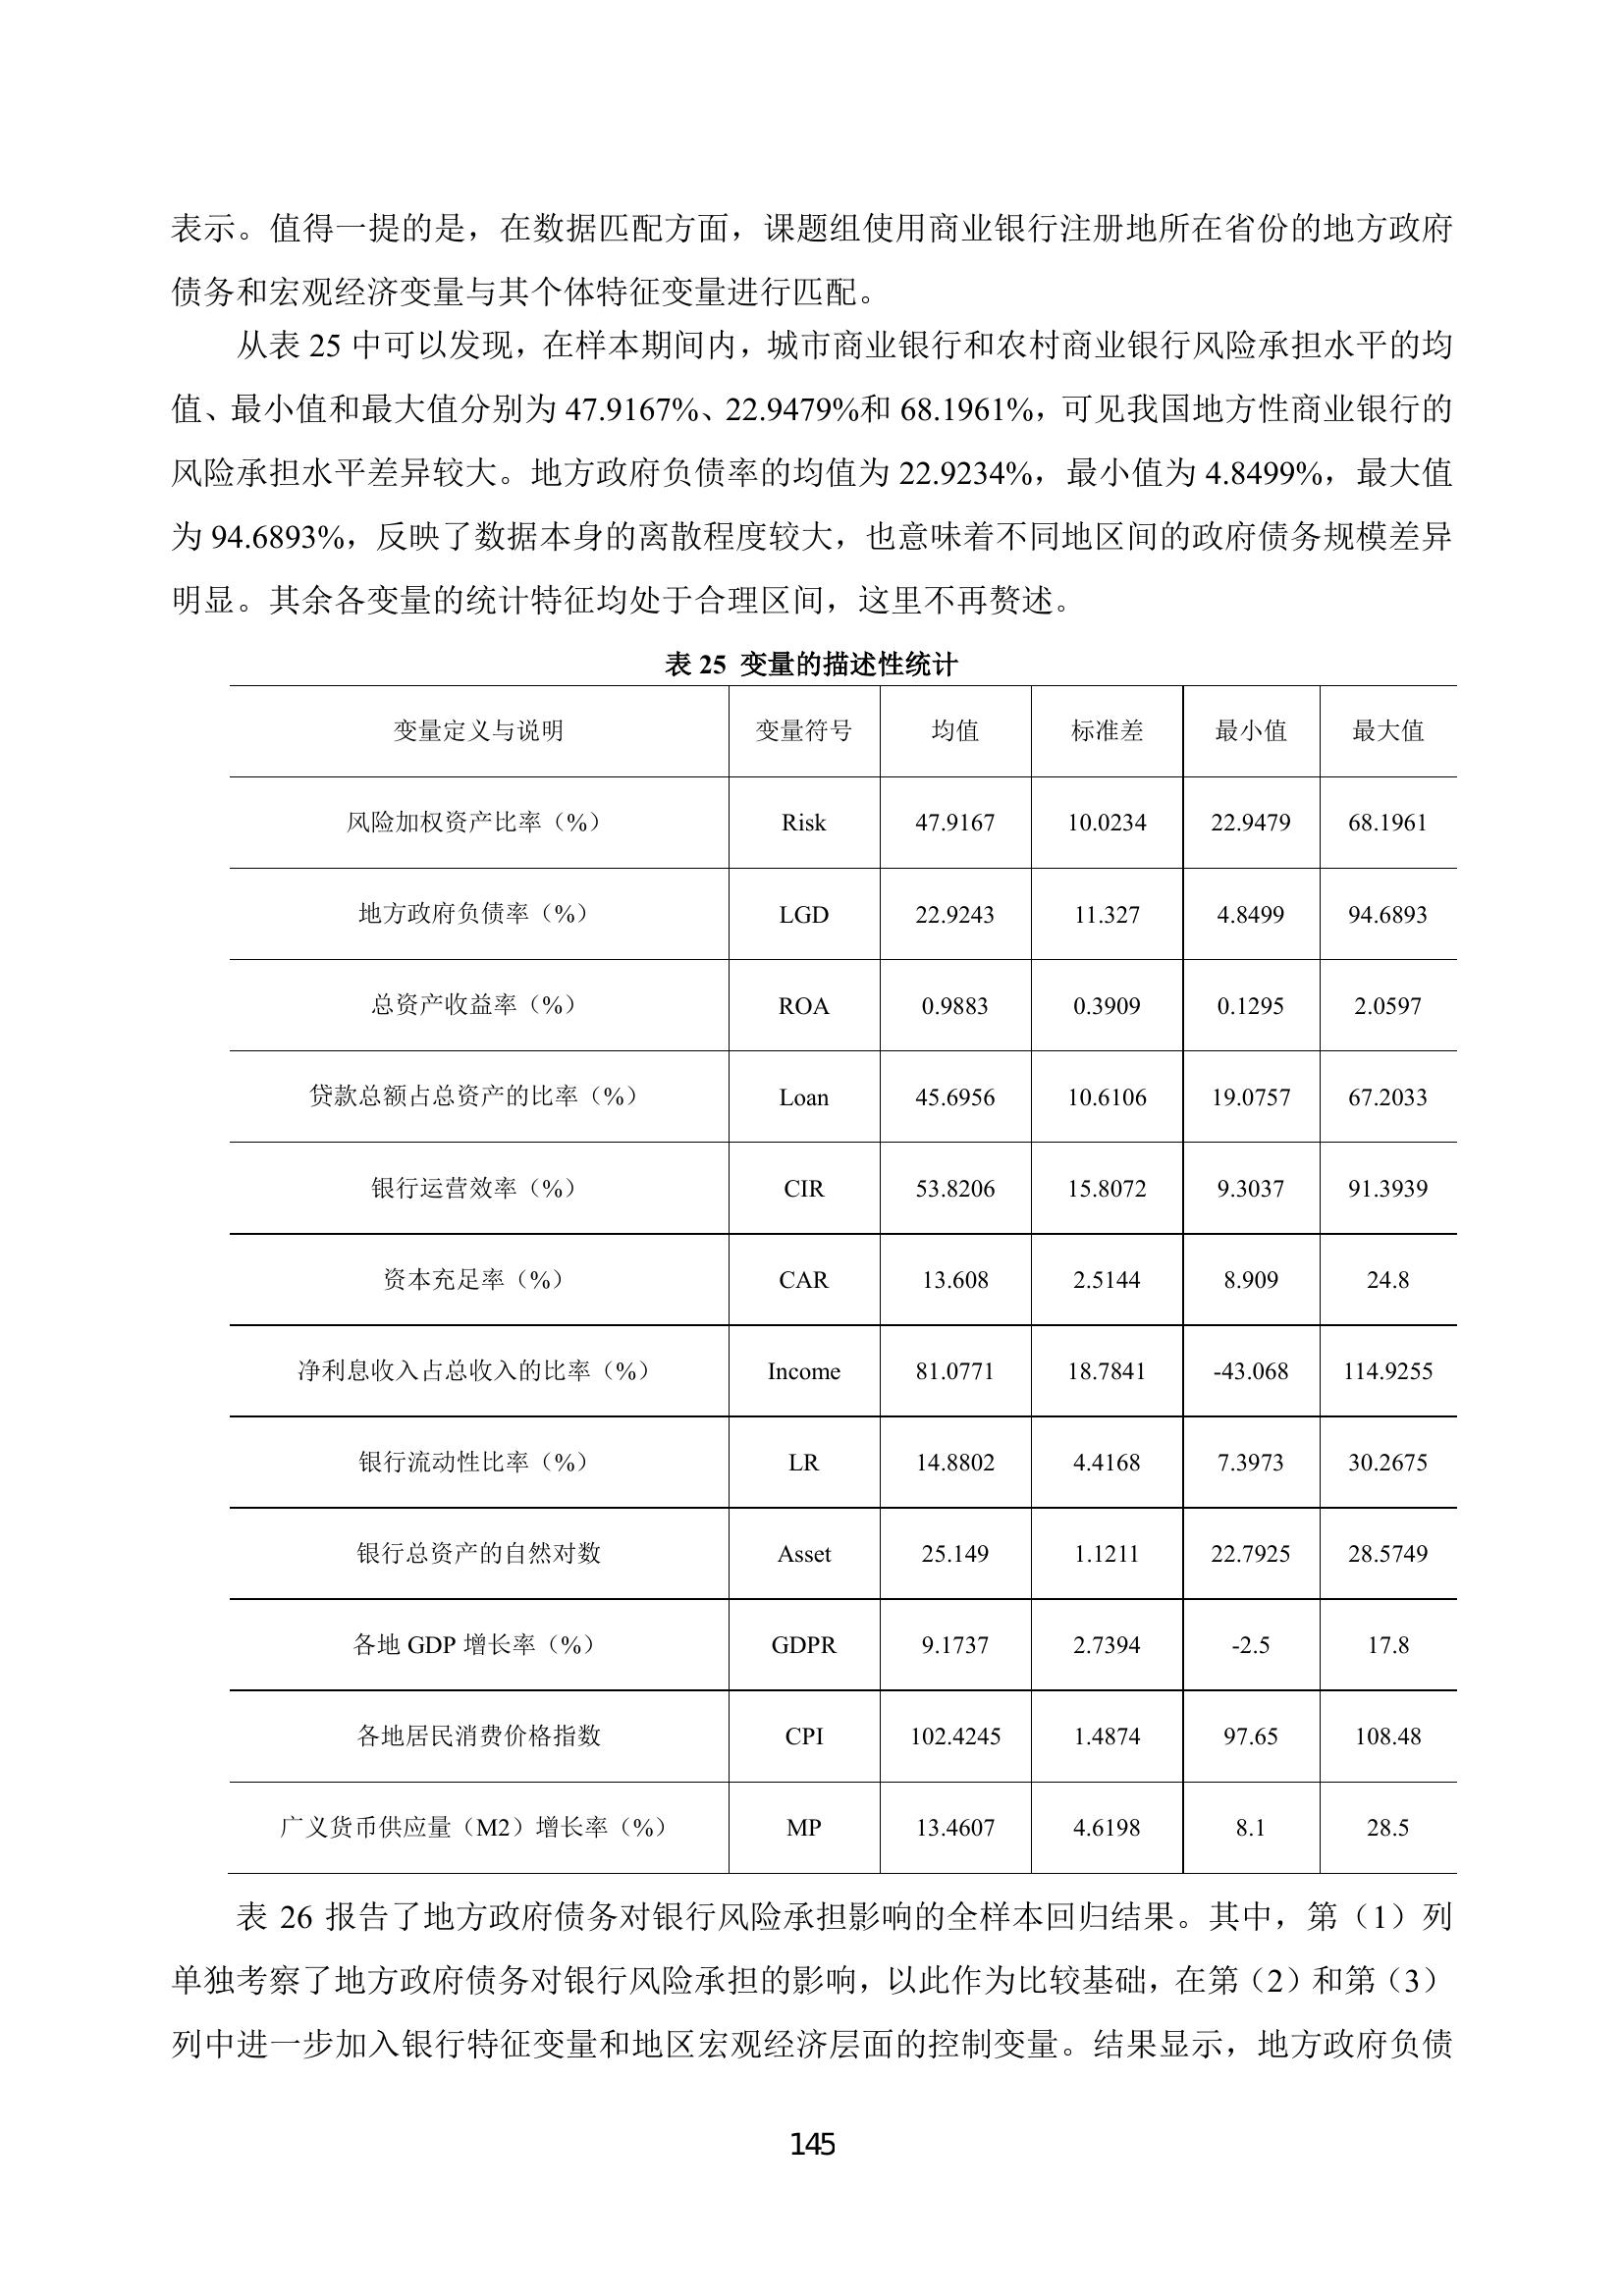 表示。值得一提的是，在数据匹配方面，课题组使用商业银行注册地所在省份的地方政府
债务和宏观经济变量与其个体特征变量进行匹配。
从表 25 中可以发现，在样本期间内，城市商业银行和农村商业银行风险承担水平的均
值、最小值和最大值分别为 47.9167%、22.9479%和 68.1961%，可见我国地方性商业银行的
风险承担水平差异较大。地方政府负债率的均值为 22.9234%，最小值为 4.8499%，最大值
为 94.6893%，反映了数据本身的离散程度较大，也意味着不同地区间的政府债务规模差异
明显。其余各变量的统计特征均处于合理区间，这里不再赘述。
表 25 变量的描述性统计
变量定义与说明 变量符号 均值 标准差 最小值 最大值
风险加权资产比率（%） Risk 47.9167 10.0234 22.9479 68.1961
地方政府负债率（%） LGD 22.9243 11.327 4.8499 94.6893
总资产收益率（%） ROA 0.9883 0.3909 0.1295 2.0597
贷款总额占总资产的比率（%） Loan 45.6956 10.6106 19.0757 67.2033
银行运营效率（%） CIR 53.8206 15.8072 9.3037 91.3939
资本充足率（%） CAR 13.608 2.5144 8.909 24.8
净利息收入占总收入的比率（%） Income 81.0771 18.7841 -43.068 114.9255
银行流动性比率（%） LR 14.8802 4.4168 7.3973 30.2675
银行总资产的自然对数 Asset 25.149 1.1211 22.7925 28.5749
各地 GDP 增长率（%） GDPR 9.1737 2.7394 -2.5 17.8
各地居民消费价格指数 CPI 102.4245 1.4874 97.65 108.48
广义货币供应量（M2）增长率（%） MP 13.4607 4.6198 8.1 28.5
表 26 报告了地方政府债务对银行风险承担影响的全样本回归结果。其中，第（1）列
单独考察了地方政府债务对银行风险承担的影响，以此作为比较基础，在第（2）和第（3）
列中进一步加入银行特征变量和地区宏观经济层面的控制变量。结果显示，地方政府负债
145